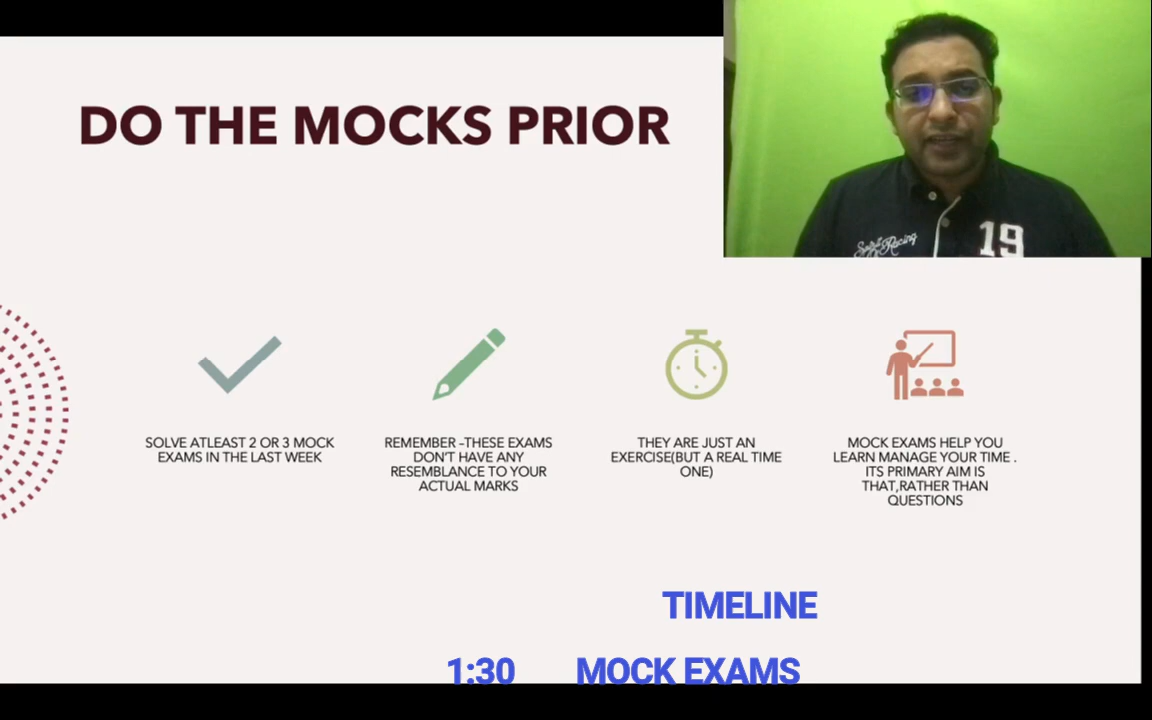 DO THE MOCKS PRIOR
19
SOLVE ATLEAST 2 OR 3 MOCK
EXAMS IN THE LAST WEEK
REMEMBER -THESE EXAMS
DON'T HAVE ANY
RESEMBLANCE TO YOUR
ACTUAL MARKS
THEY ARE JUST AN
EXERCISE(BUT A REAL TIME
ONE)
MOCK EXAMS HELP YOU
LEARN MANAGE YOUR TIME .
ITS PRIMARY AIM IS
THAT,RATHER THAN
QUESTIONS
TIMELINE
1:30 MOCK EXAMS